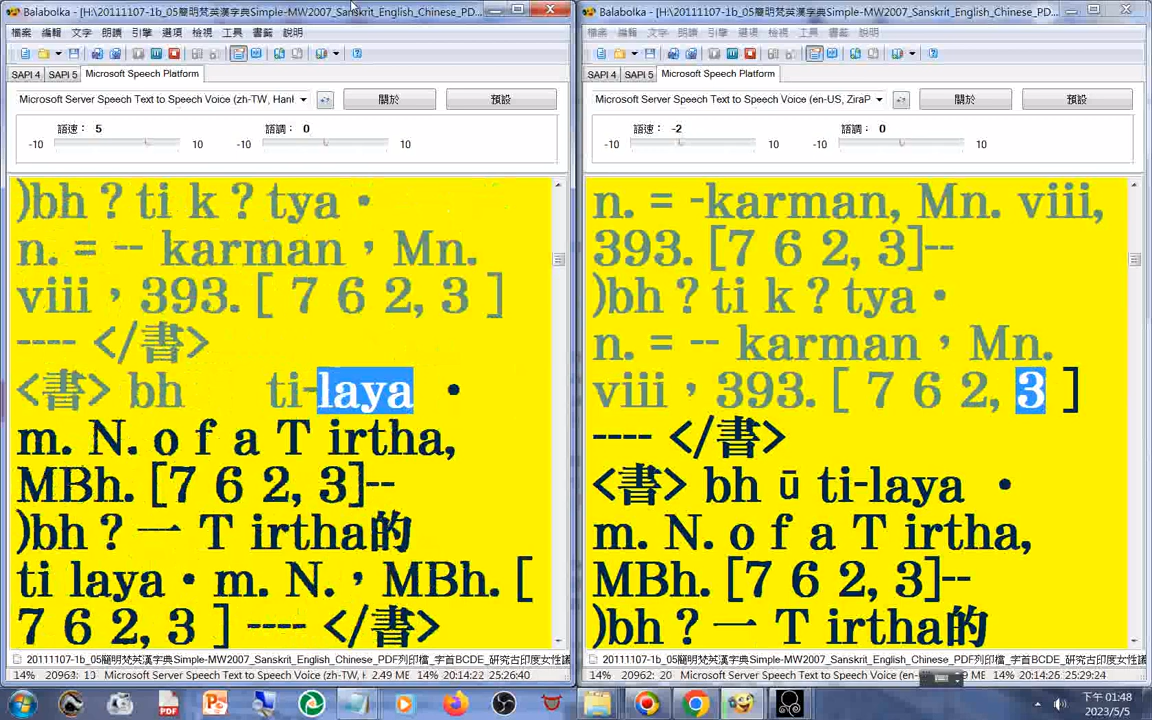 Balabolka - [H:\20111107-1b_05簡明梵英漢字典Simple-MW2007_Sanskrit_English_Chinese_PD...
檔案 編輯 文字 朗讀 引擎 選項 檢視 工具 書籤 說明
SAPI 4 SAPI 5 Microsoft Speech Platform
Microsoft Server Speech Text to Speech Voice (zh-TW, Hanl 關於 預設
語速： 5 語調： 0
-10 10 -10 10
)bh？ti k？tya •
n. = -- karman，Mn.
viii，393. [ 7 6 2, 3 ]
---- </書>
<書> bh ti-laya •
m. N. o f a T irtha,
MBh. [7 6 2, 3]--
)bh？一 T irtha的
ti laya • m. N.，MBh. [
7 6 2, 3 ] ---- </書>
20111107-1b_05簡明梵英漢字典Simple-MW2007_Sanskrit_English_Chinese_PDF列印檔_字首BCDE_研究古印度女性議
14% 20963: 10 Microsoft Server Speech Text to Speech Voice (zh-TW, H 14% 20:14:22 25:26:40
Balabolka - [H:\20111107-1b_05簡明梵英漢字典Simple-MW2007_Sanskrit_English_Chinese_PD...
檔案 編輯 文字 朗讀 引擎 選項 檢視 工具 書籤 說明
SAPI 4 SAPI 5 Microsoft Speech Platform
Microsoft Server Speech Text to Speech Voice (en-US, ZiraP 關於 預設
語速： -2 語調： 0
-10 10 -10 10
n. = -karman, Mn. viii,
393. [7 6 2, 3]--
)bh？ti k？tya •
n. = -- karman，Mn.
viii，393. [ 7 6 2, 3 ]
---- </書>
<書> bh ū ti-laya •
m. N. o f a T irtha,
MBh. [7 6 2, 3]--
)bh？一 T irtha的
20111107-1b_05簡明梵英漢字典Simple-MW2007_Sanskrit_English_Chinese_PDF列印檔_字首BCDE_研究古印度女性議
14% 20962: 20 Microsoft Server Speech Text to Speech Voice (en-US, 14% 20:14:26 25:29:24
PDF
下午 01:48
2023/5/5